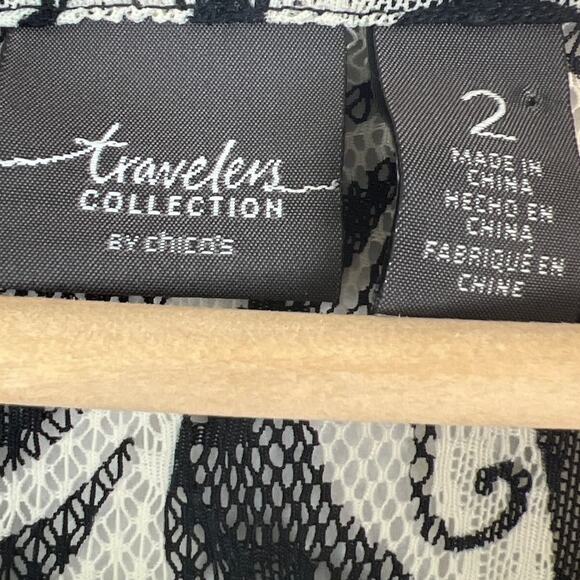 travelers
COLLECTION
BY chico's
2
MADE IN
CHINA
HECHO EN
CHINA
FABRIQUÉ EN
CHINE